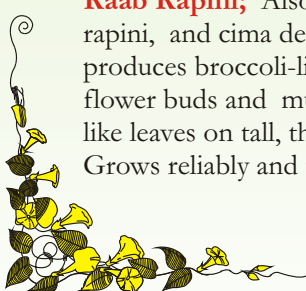 Raab Rapini; Also
rapini, and cima de
produces broccoli-li
flower buds and mu
like leaves on tall, th
Grows reliably and